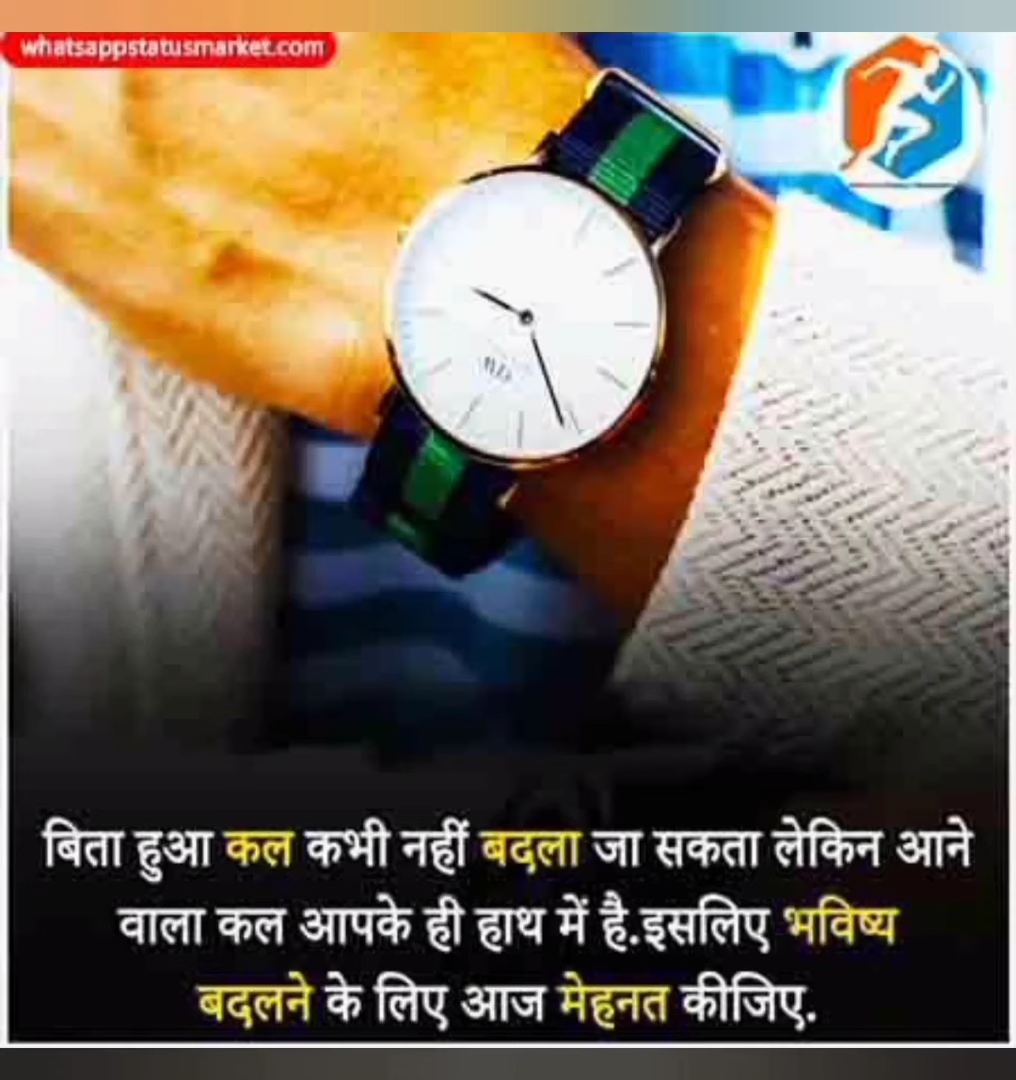 whatsappstatusmarket.com
बिता हुआ कल कभी नहीं बदला जा सकता लेकिन आने
वाला कल आपके ही हाथ में है.इसलिए भविष्य
बदलने के लिए आज मेहनत कीजिए.